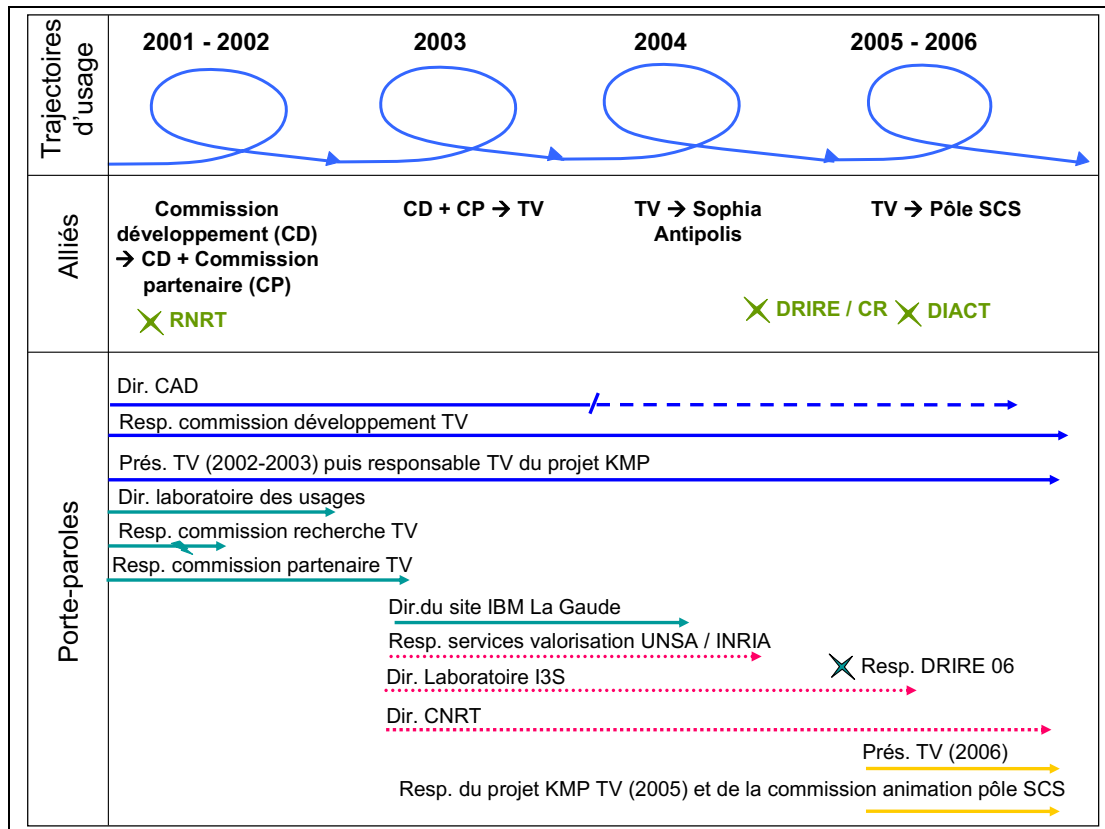 Trajectoires
d'usage
2001 - 2002
2003
2004
2005 - 2006
Alliés
Commission
développement (CD)
→ CD + Commission
partenaire (CP)
CD + CP → TV
TV → Sophia
Antipolis
TV → Pôle SCS
RNRT
DRIRE / CR
DIACT
Porte-paroles
Dir. CAD
Resp. commission développement TV
Prés. TV (2002-2003) puis responsable TV du projet KMP
Dir. laboratoire des usages
Resp. commission recherche TV
Resp. commission partenaire TV
Dir.du site IBM La Gaude
Resp. services valorisation UNSA / INRIA
Resp. DRIRE 06
Dir. Laboratoire I3S
Dir. CNRT
Prés. TV (2006)
Resp. du projet KMP TV (2005) et de la commission animation pôle SCS